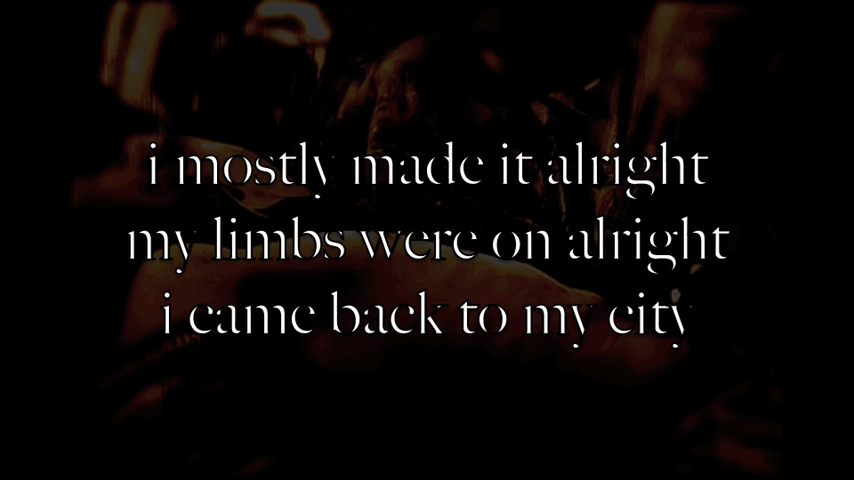 i mostly made it alright
my limbs were on alright
i came back to my city